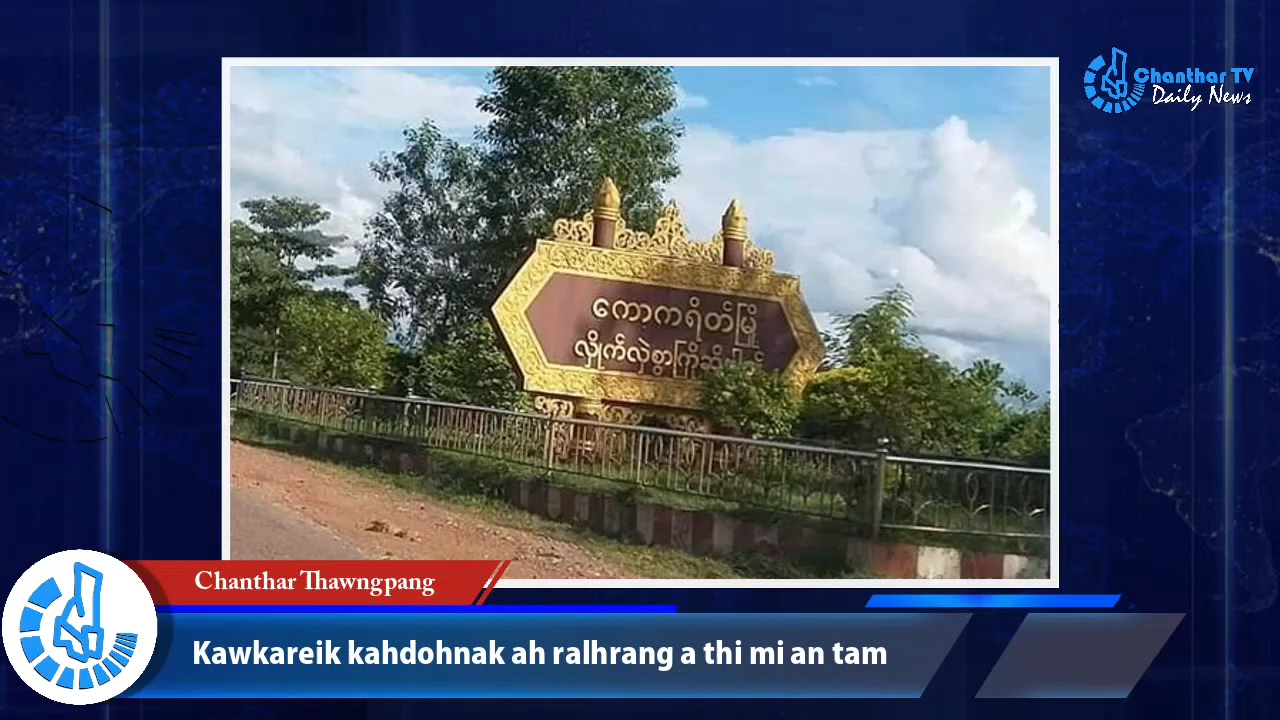 Chanthar TV
Daily News
ကော့ကရိတ်မြို့
လှိုက်လှဲစွာကြိုဆိုပါ၏
Chanthar Thawngpang
Kawkareik kahdohnak ah ralhrang a thi mi an tam